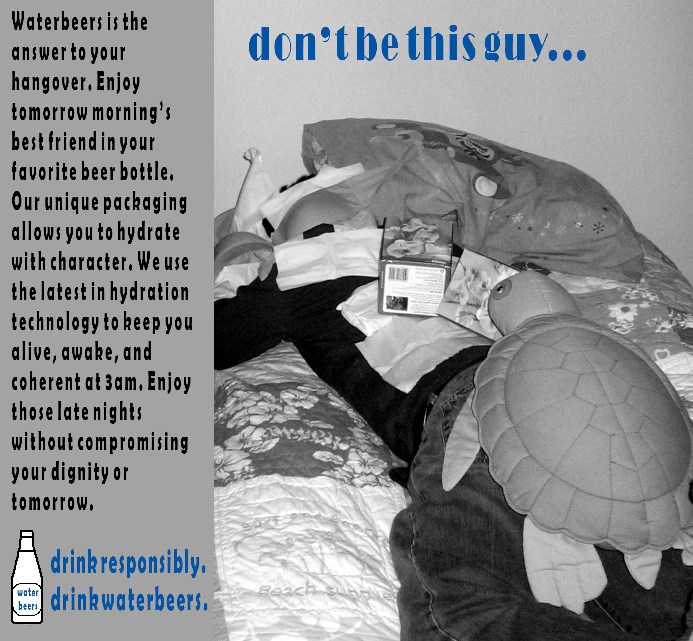 Waterbeers is the
answer to your
hangover. Enjoy
tomorrow morning's
best friend in your
favorite beer bottle.
Our unique packaging
allows you to hydrate
with character. We use
the latest in hydration
technology to keep you
alive, awake, and
coherent at 3am. Enjoy
those late nights
without compromising
your dignity or
tomorrow.
water
beers
drink responsibly.
drink waterbeers.
don't be this guy...
Beach